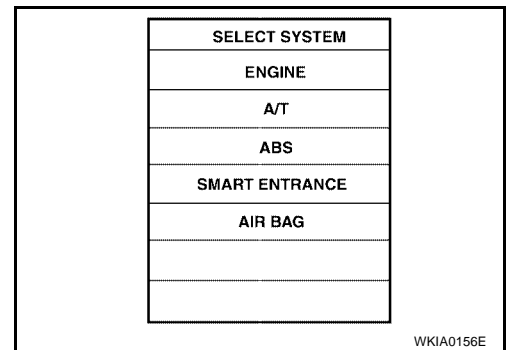 SELECT SYSTEM
ENGINE
A/T
ABS
SMART ENTRANCE
AIR BAG
WKIA0156E